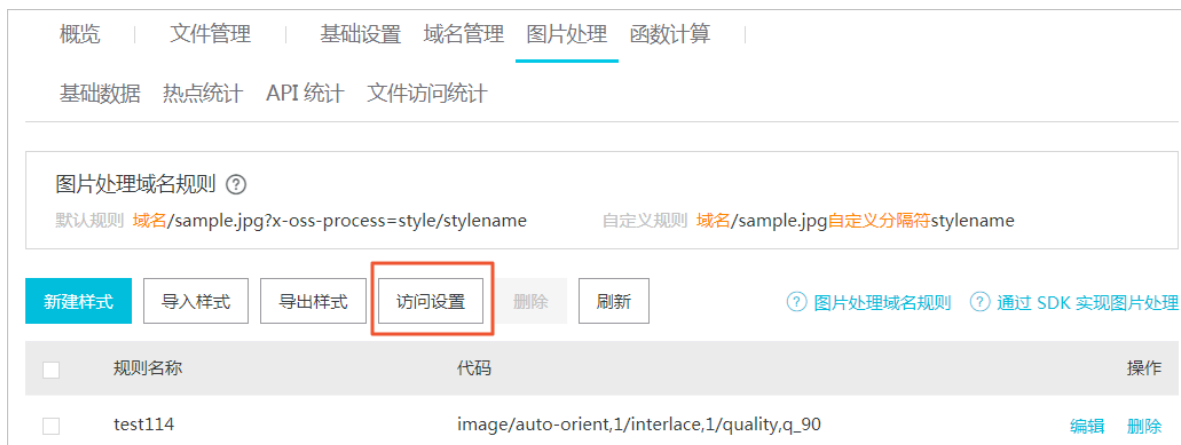 概览 文件管理 基础设置 域名管理 图片处理 函数计算
基础数据 热点统计 API 统计 文件访问统计
图片处理域名规则 ?
默认规则 域名/sample.jpg?x-oss-process=style/stylename 自定义规则 域名/sample.jpg自定义分隔符stylename
新建样式 导入样式 导出样式 访问设置 删除 刷新 ? 图片处理域名规则 ? 通过 SDK 实现图片处理
规则名称 代码 操作
test114 image/auto-orient,1/interlace,1/quality,q_90 编辑 删除